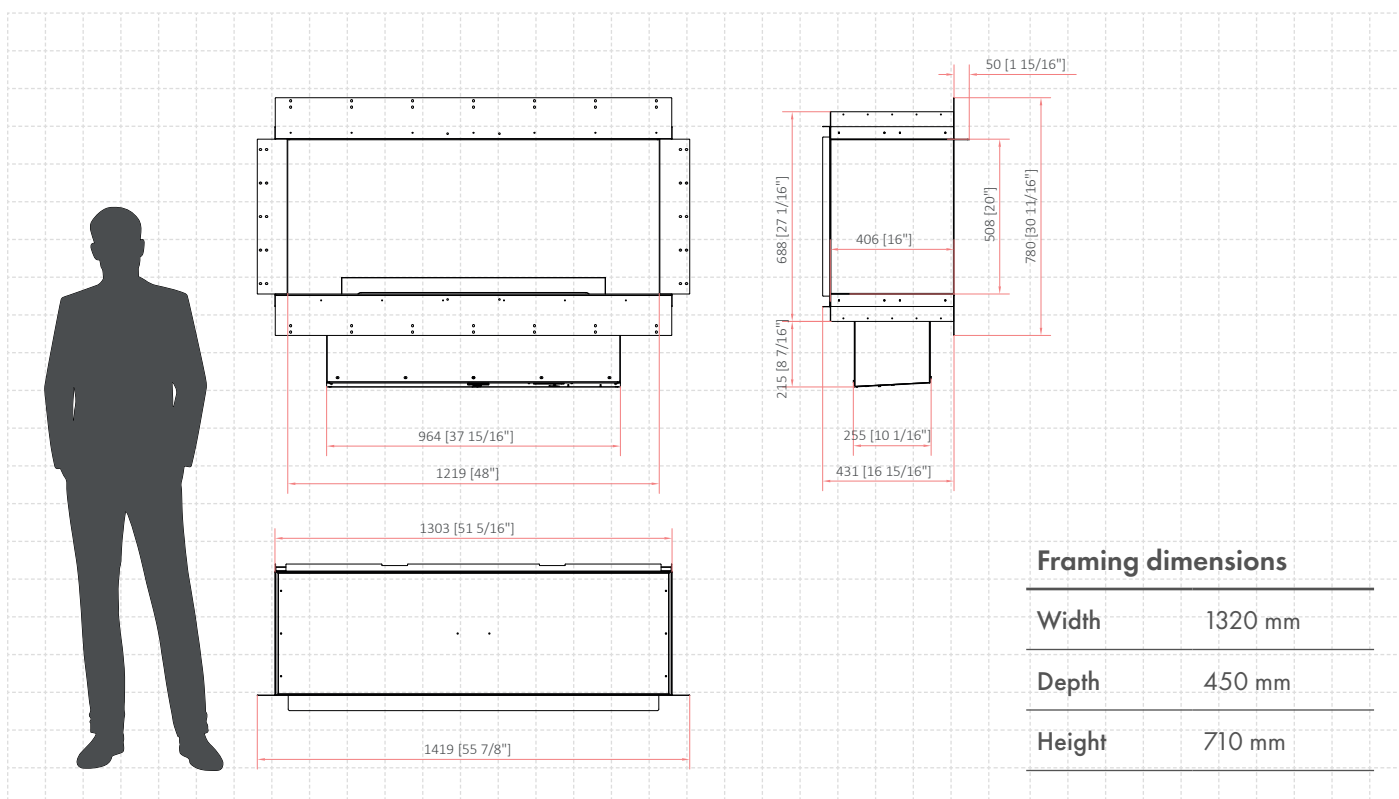 50 [1 15/16"]
688 [27 1/16"]
406 [16"]
508 [20"]
780 [30 11/16"]
215 [8 7/16"]
964 [37 15/16"]
255 [10 1/16"]
1219 [48"]
431 [16 15/16"]
1303 [51 5/16"]
1419 [55 7/8"]
Framing dimensions
Width 1320 mm
Depth 450 mm
Height 710 mm